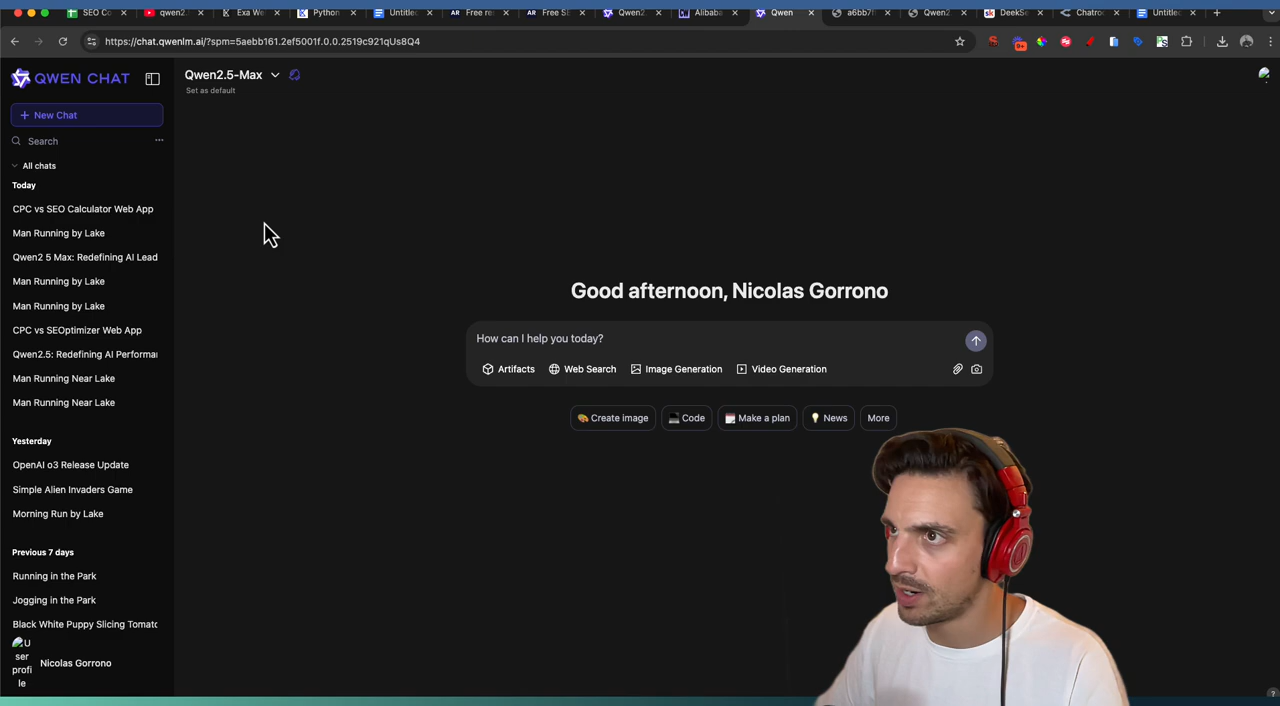 SEO Co
qwen2.
Exa We
Python
Untitle
Free re
Free SE
Qwen2.
Alibaba
Qwen
a6bb7f
Qwen2
DeekSe
Chatroo
Untitle
https://chat.qwenlm.ai/?spm=5aebb161.2ef5001f.0.0.2519c921qUs8Q4
QWEN CHAT
Qwen2.5-Max
Set as default
+ New Chat
Search
All chats
Today
CPC vs SEO Calculator Web App
Man Running by Lake
Qwen2 5 Max: Redefining AI Lead
Man Running by Lake
Man Running by Lake
CPC vs SEOptimizer Web App
Qwen2.5: Redefining AI Performa
Man Running Near Lake
Man Running Near Lake
Yesterday
OpenAI o3 Release Update
Simple Alien Invaders Game
Morning Run by Lake
Previous 7 days
Running in the Park
Jogging in the Park
Black White Puppy Slicing Tomato
U
ser
profile
le
Nicolas Gorrono
Good afternoon, Nicolas Gorrono
How can I help you today?
Artifacts Web Search Image Generation Video Generation
Create image Code Make a plan News More